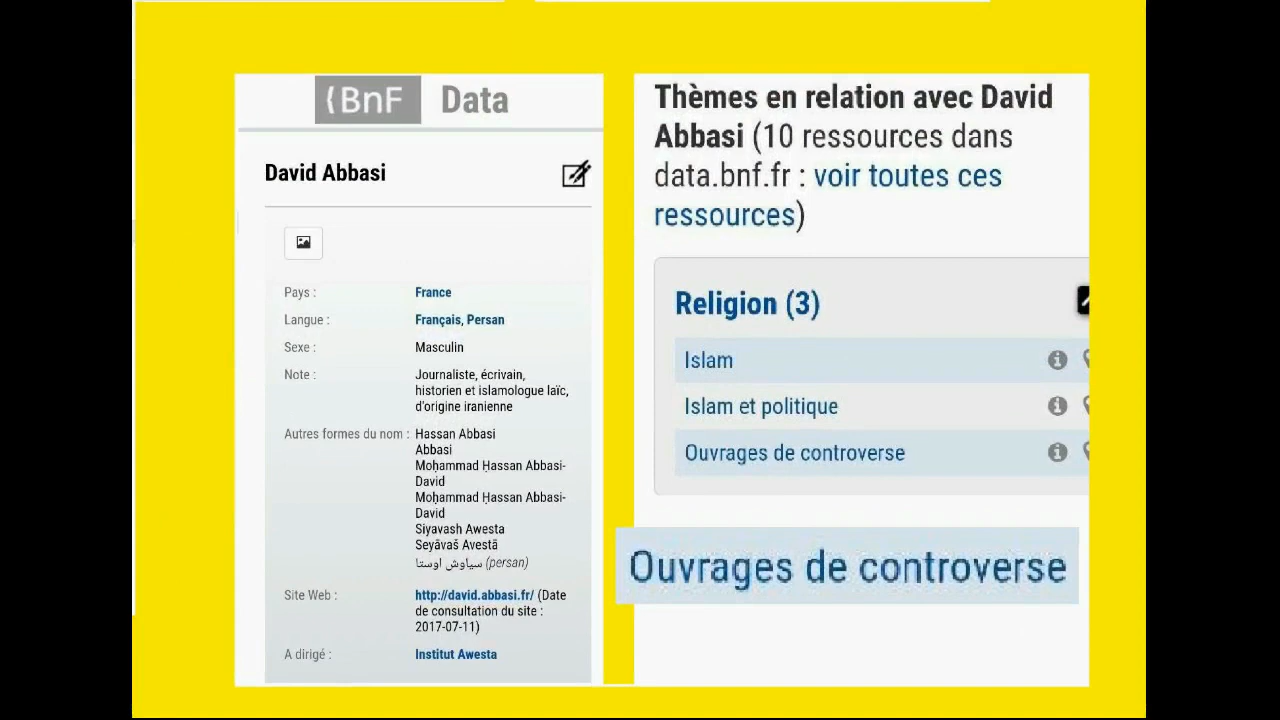 BnF Data
David Abbasi
Pays : France
Langue : Français, Persan
Sexe : Masculin
Note : Journaliste, écrivain,
historien et islamologue laïc,
d'origine iranienne
Autres formes du nom : Hassan Abbasi
Abbasi
Moḥammad Ḥassan Abbasi-
David
Moḥammad Ḥassan Abbasi-
David
Siyavash Awesta
Seyâvaš Avestâ
سياوش اوستا (persan)
Site Web : http://david.abbasi.fr/ (Date
de consultation du site :
2017-07-11)
A dirigé : Institut Awesta
Thèmes en relation avec David
Abbasi (10 ressources dans
data.bnf.fr : voir toutes ces
ressources)
Religion (3)
Islam
Islam et politique
Ouvrages de controverse
Ouvrages de controverse